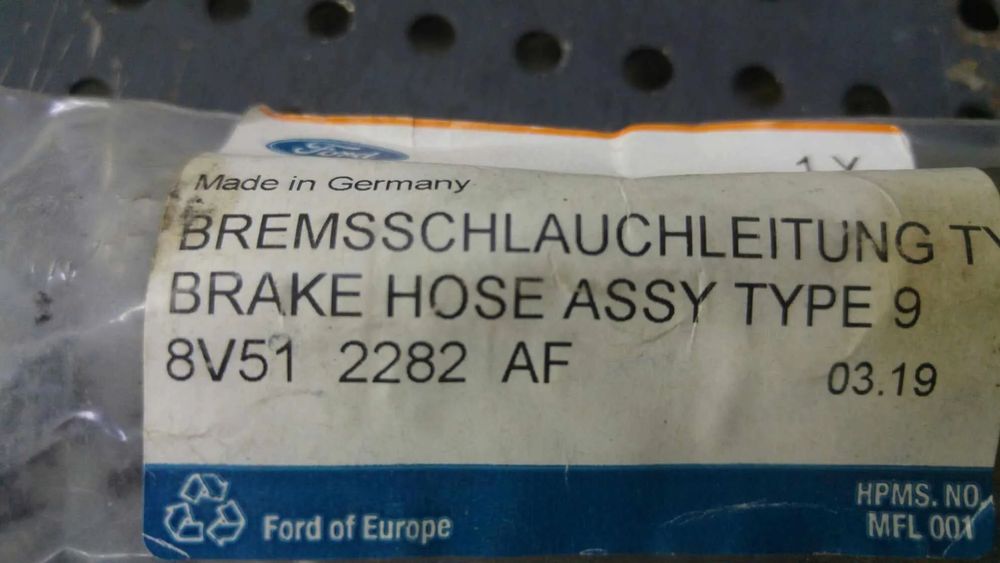 Ford
1 X
Made in Germany
BREMSSCHLAUCHLEITUNG TY
BRAKE HOSE ASSY TYPE 9
8V51 2282 AF
03.19
HPMS. NO.
MFL 001
Ford of Europe